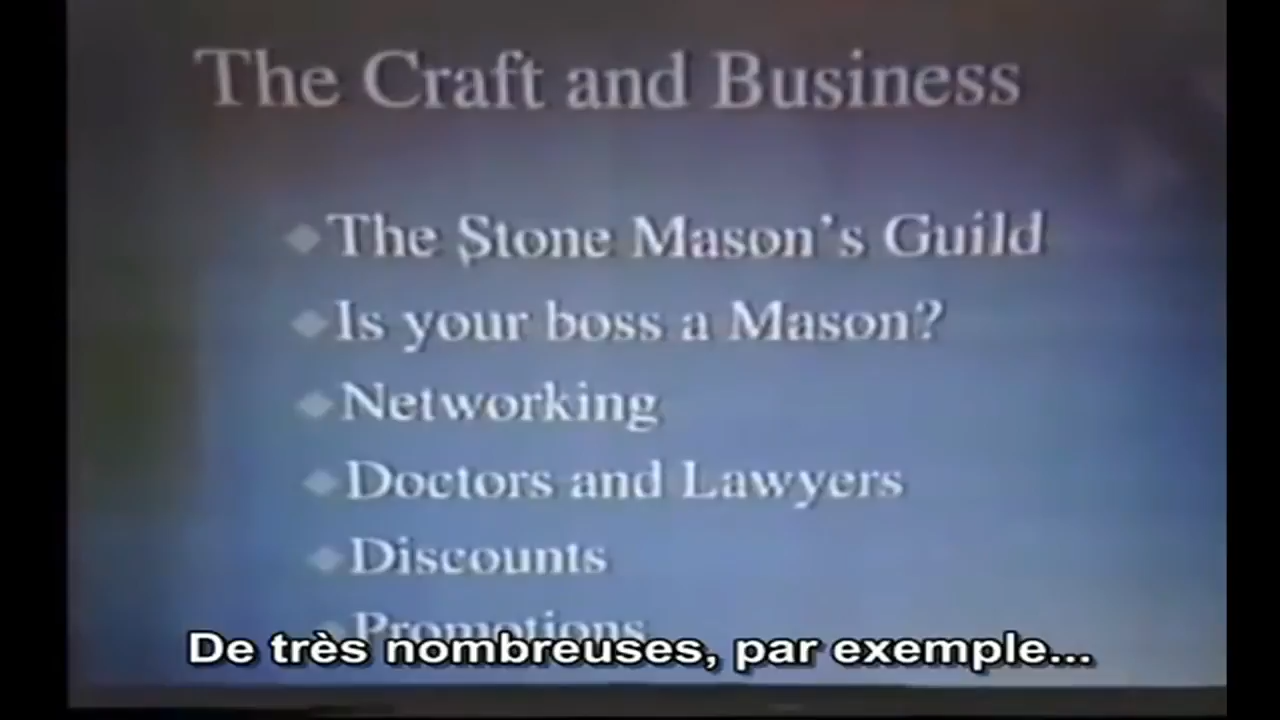 The Craft and Business
The Stone Mason's Guild
Is your boss a Mason?
Networking
Doctors and Lawyers
Discounts
Promotions
De très nombreuses, par exemple...